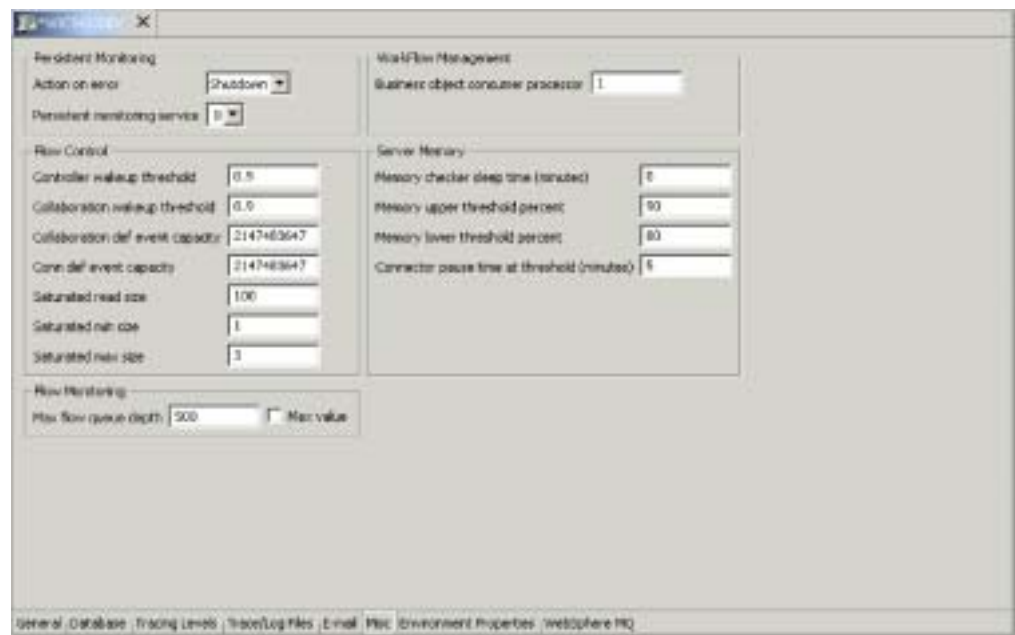 Persistent Monitoring
Action on error Shutdown
Persistent monitoring service 0
WorkFlow Management
Business object consumer processor 1
Flow Control
Controller wakeup threshold 0.9
Collaboration wakeup threshold 0.9
Collaboration def event capacity 2147483647
Conn def event capacity 2147483647
Saturated read size 100
Saturated min size 1
Saturated max size 3
Server Memory
Memory checker sleep time (minutes)
Memory upper threshold percent 90
Memory lower threshold percent 80
Connector pause time at threshold (minutes) 5
Flow Monitoring
Max flow queue depth 500 Max value
General Database Tracing Levels Trace/Log Files E-mail Misc Environment Properties WebSphere MQ